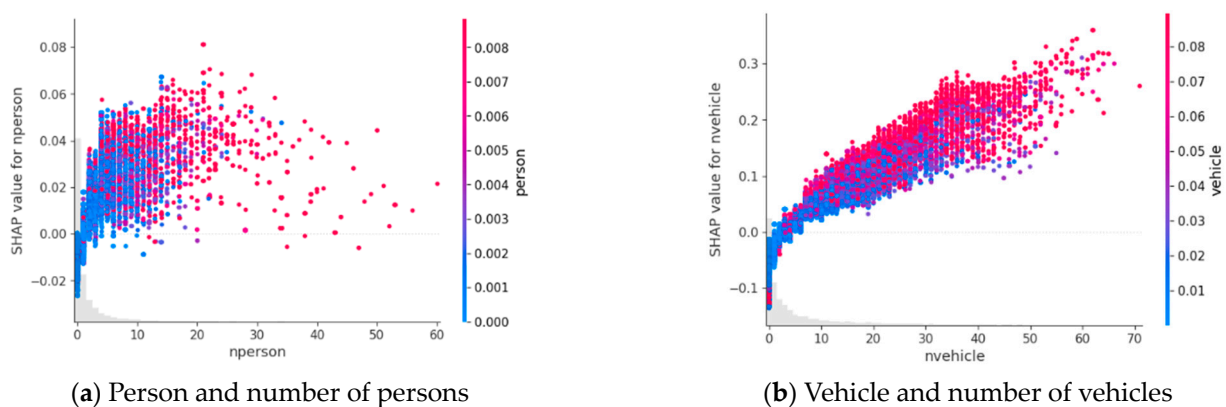 0.08
0.06
0.04
0.02
0.00
−0.02
SHAP value for nperson
0 10 20 30 40 50 60
nperson
0.008
0.007
0.006
0.005
0.004
0.003
0.002
0.001
0.000
person
(a) Person and number of persons
0.3
0.2
0.1
0.0
−0.1
SHAP value for nvehicle
0 10 20 30 40 50 60 70
nvehicle
0.08
0.07
0.06
0.05
0.04
0.03
0.02
0.01
vehicle
(b) Vehicle and number of vehicles